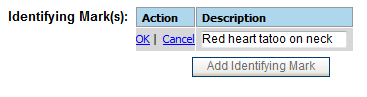 Identifying Mark(s): Action Description
OK | Cancel Red heart tatoo on neck
Add Identifying Mark